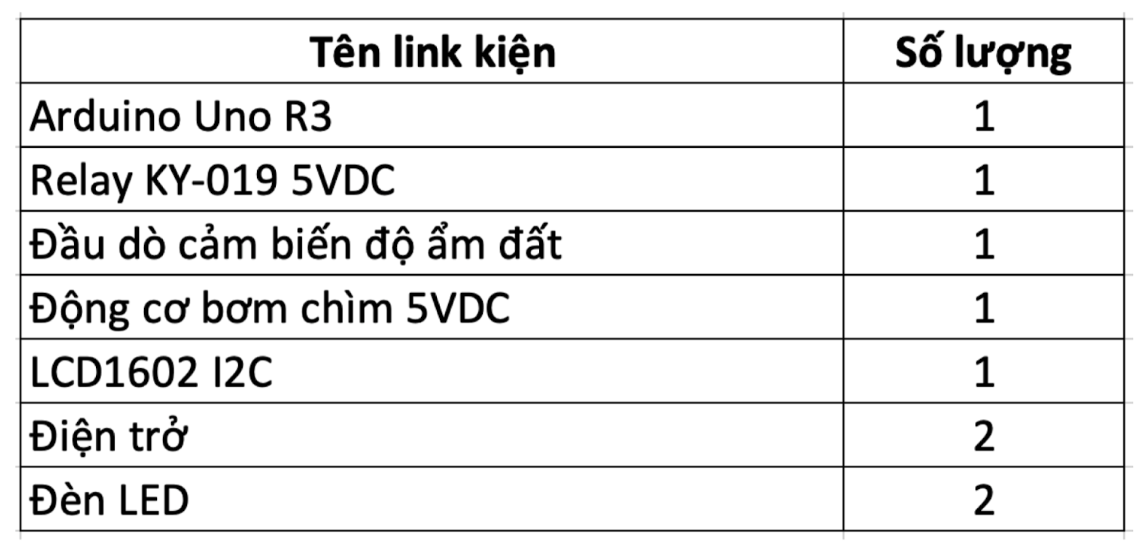 Tên link kiện Số lượng
Arduino Uno R3 1
Relay KY-019 5VDC 1
Đầu dò cảm biến độ ẩm đất 1
Động cơ bơm chìm 5VDC 1
LCD1602 I2C 1
Điện trở 2
Đèn LED 2